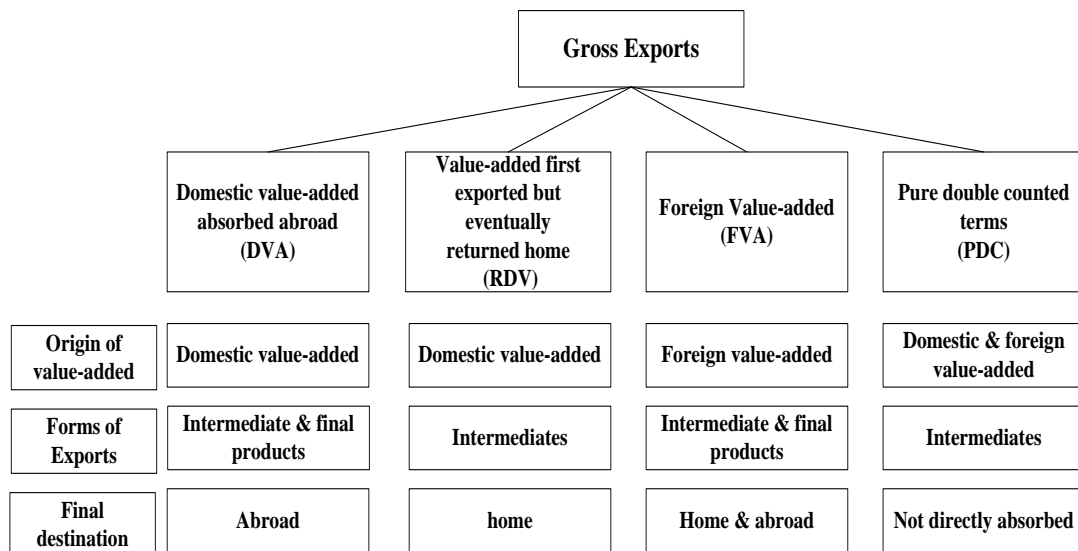 Gross Exports
Domestic value-added
absorbed abroad
(DVA)
Value-added first
exported but
eventually
returned home
(RDV)
Foreign Value-added
(FVA)
Pure double counted
terms
(PDC)
Origin of
value-added
Domestic value-added
Domestic value-added
Foreign value-added
Domestic & foreign
value-added
Forms of
Exports
Intermediate & final
products
Intermediates
Intermediate & final
products
Intermediates
Final
destination
Abroad
home
Home & abroad
Not directly absorbed